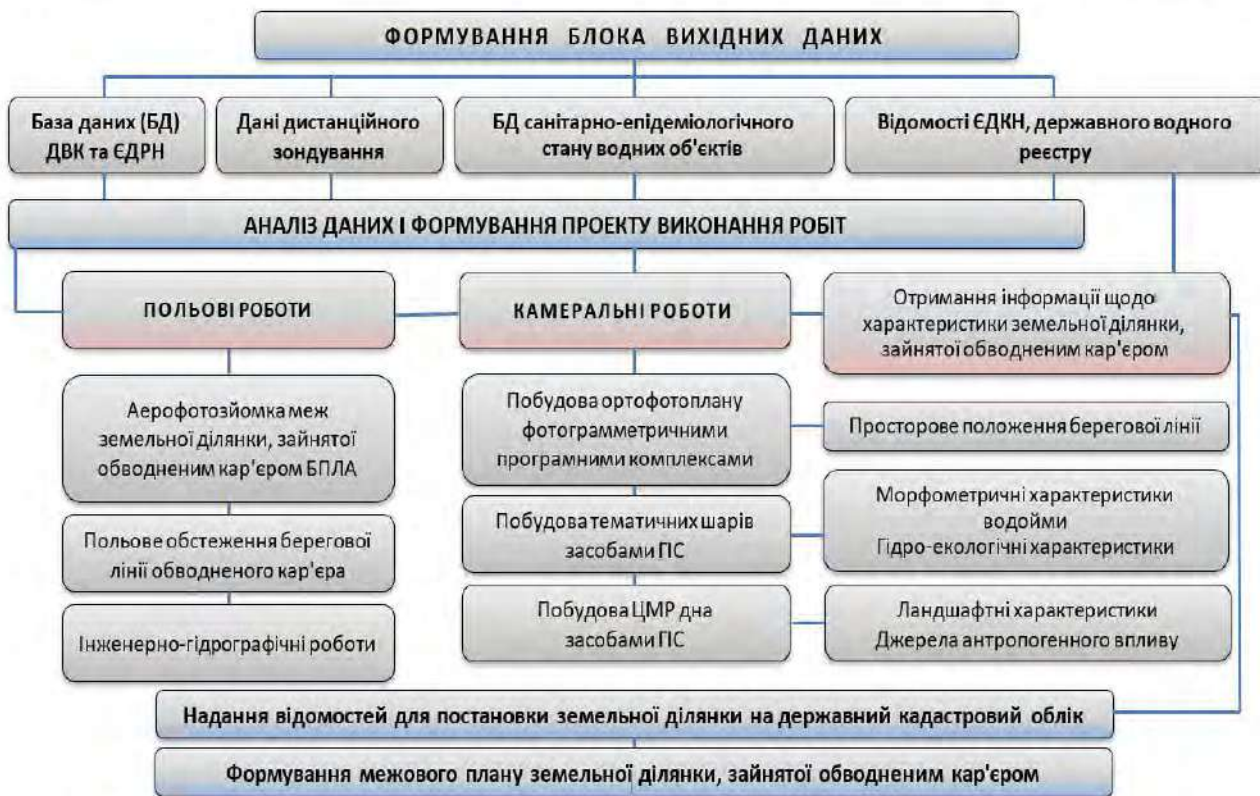 ФОРМУВАННЯ БЛОКА ВИХІДНИХ ДАНИХ
База даних (БД)
ДВК та ЄДРН
Дані дистанційного
зондування
БД санітарно-епідеміологічного
стану водних об'єктів
Відомості ЄДКН, державного водного
реєстру
АНАЛІЗ ДАНИХ І ФОРМУВАННЯ ПРОЕКТУ ВИКОНАННЯ РОБІТ
ПОЛЬОВІ РОБОТИ
КАМЕРАЛЬНІ РОБОТИ
Отримання інформації щодо
характеристики земельної ділянки,
зайнятої обводненим кар'єром
Аерофотозйомка меж
земельної ділянки, зайнятої
обводненим кар'єром БПЛА
Польове обстеження берегової
лінії обводненого кар'єра
Інженерно-гідрографічні роботи
Побудова ортофотоплану
фотограмметричними
програмними комплексами
Побудова тематичних шарів
засобами ГІС
Побудова ЦМР дна
засобами ГІС
Просторове положення берегової лінії
Морфометричні характеристики
водойми
Гідро-екологічні характеристики
Ландшафтні характеристики
Джерела антропогенного впливу
Надання відомостей для постановки земельної ділянки на державний кадастровий облік
Формування межового плану земельної ділянки, зайнятої обводненим кар'єром